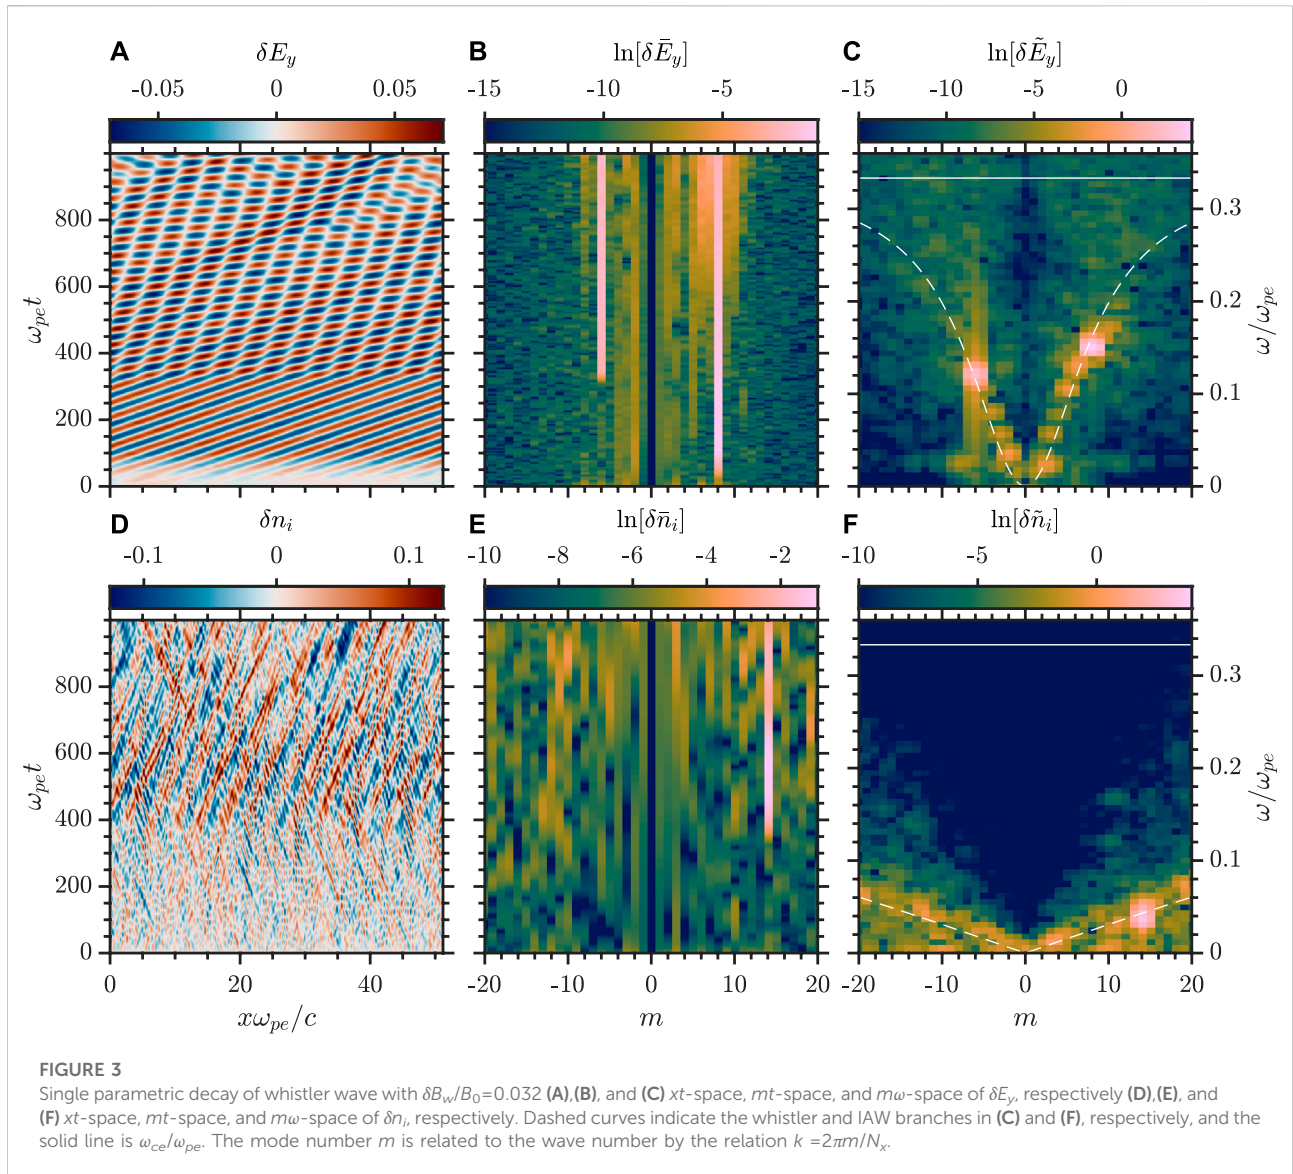 A δE_y B ln[δĒ_y] C ln[δẼ_y]
-0.05 0 0.05 -15 -10 -5 -15 -10 -5 0
ω_pe t
800
600
400
200
0
0.3
0.2
0.1
0
ω/ω_pe
D δn_i E ln[δn̄_i] F ln[δñ_i]
-0.1 0 0.1 -10 -8 -6 -4 -2 -10 -5 0
ω_pe t
800
600
400
200
0
0.3
0.2
0.1
0
ω/ω_pe
0 20 40 -20 -10 0 10 20 -20 -10 0 10 20
xω_pe/c m m
FIGURE 3
Single parametric decay of whistler wave with δB_w/B_0=0.032 (A),(B), and (C) xt-space, mt-space, and mω-space of δE_y, respectively (D),(E), and
(F) xt-space, mt-space, and mω-space of δn_i, respectively. Dashed curves indicate the whistler and IAW branches in (C) and (F), respectively, and the
solid line is ω_ce/ω_pe. The mode number m is related to the wave number by the relation k =2πm/N_x.